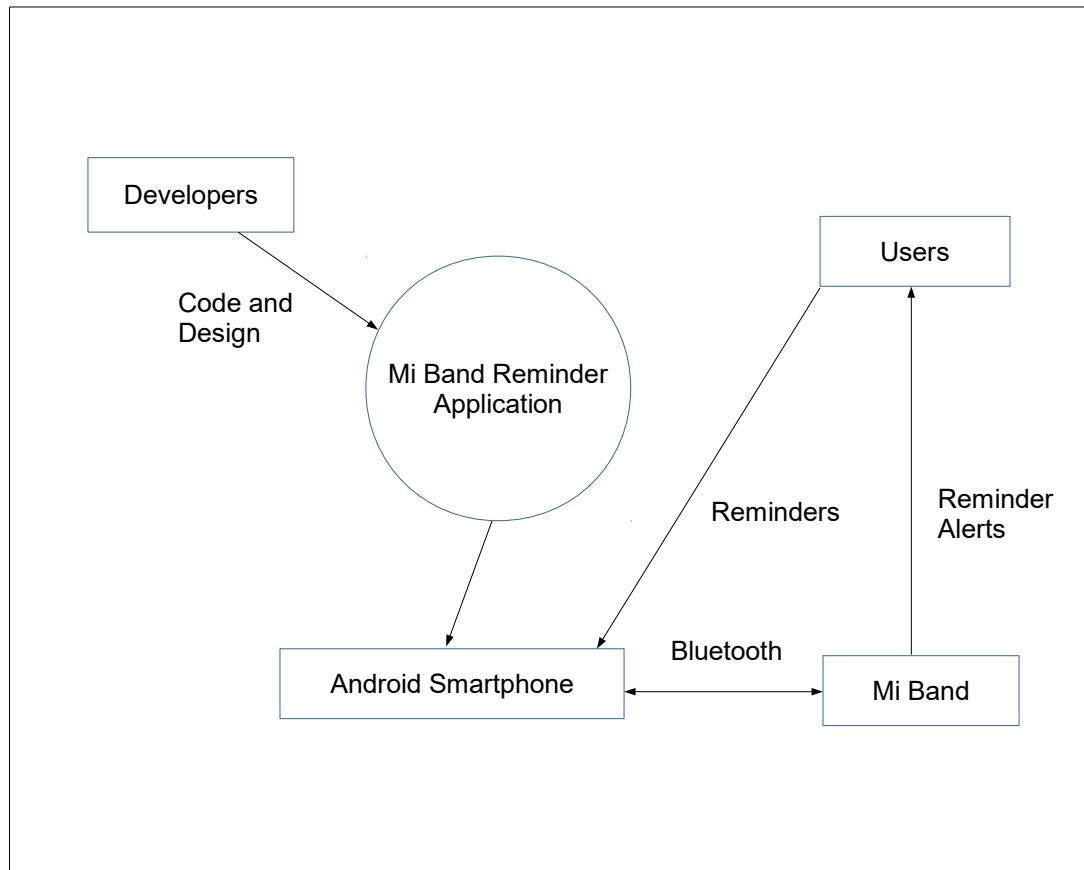 Developers
Users
Code and
Design
Mi Band Reminder
Application
Reminders
Reminder
Alerts
Bluetooth
Android Smartphone
Mi Band